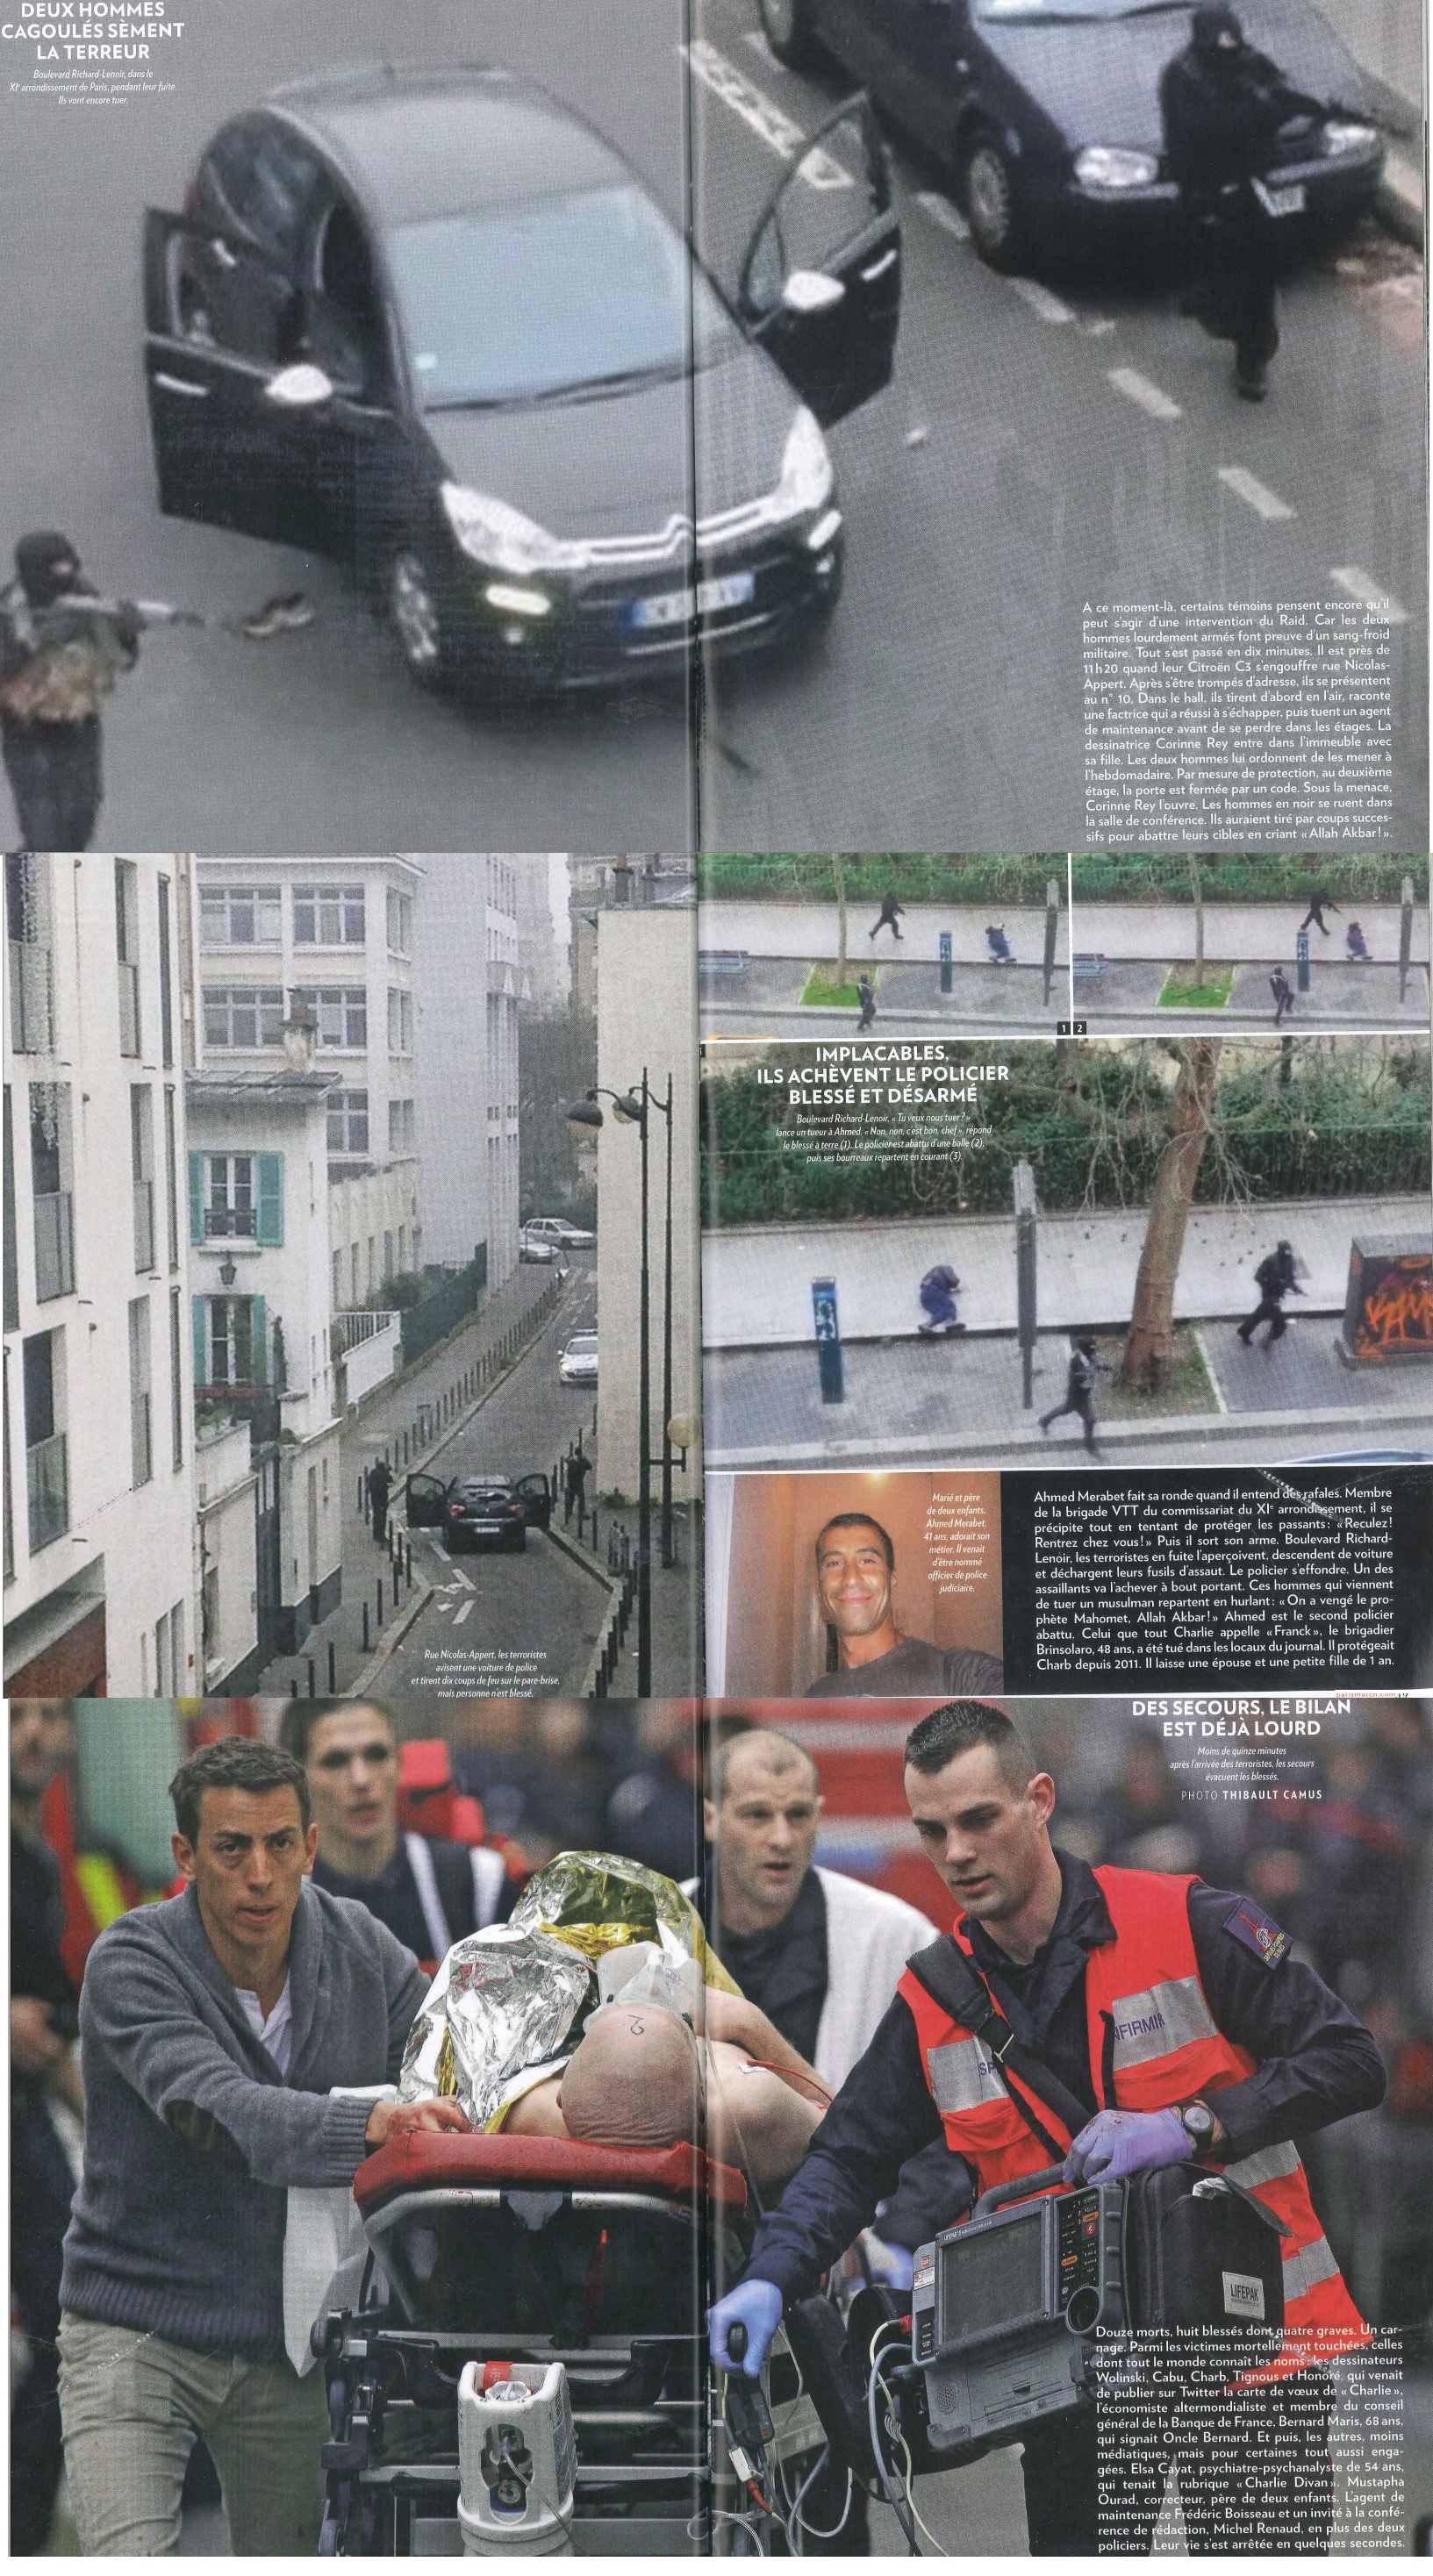 DEUX HOMMES
CAGOULÉS SÈMENT
LA TERREUR
Boulevard Richard-Lenoir, dans le
XIe arrondissement de Paris, pendant leur fuite.
Ils vont encore tuer.
A ce moment-là, certains témoins pensent encore qu'il
peut s'agir d'une intervention du Raid. Car les deux
hommes lourdement armés font preuve d'un sang-froid
militaire. Tout s'est passé en dix minutes. Il est près de
11 h 20 quand leur Citroën C3 s'engouffre rue Nicolas-
Appert. Après s'être trompés d'adresse, ils se présentent
au n° 10. Dans le hall, ils tirent d'abord en l'air, raconte
une factrice qui a réussi à s'échapper, puis tuent un agent
de maintenance avant de se perdre dans les étages. La
dessinatrice Corinne Rey entre dans l'immeuble avec
sa fille. Les deux hommes lui ordonnent de les mener à
l'hebdomadaire. Par mesure de protection, au deuxième
étage, la porte est fermée par un code. Sous la menace,
Corinne Rey l'ouvre. Les hommes en noir se ruent dans
la salle de conférence. Ils auraient tiré par coups succes-
sifs pour abattre leurs cibles en criant « Allah Akbar ! ».
1 2
IMPLACABLES,
ILS ACHÈVENT LE POLICIER
BLESSÉ ET DÉSARMÉ
Boulevard Richard-Lenoir. « Tu veux nous tuer ? »
lance un tueur à Ahmed. « Non, non, c'est bon, chef », répond
le blessé à terre (1). Le policier est abattu d'une balle (2),
puis ses bourreaux repartent en courant (3).
Marié et père
de deux enfants,
Ahmed Merabet,
41 ans, adorait son
métier. Il venait
d'être nommé
officier de police
judiciaire.
Ahmed Merabet fait sa ronde quand il entend des rafales. Membre
de la brigade VTT du commissariat du XIe arrondissement, il se
précipite tout en tentant de protéger les passants : « Reculez !
Rentrez chez vous ! » Puis il sort son arme. Boulevard Richard-
Lenoir, les terroristes en fuite l'aperçoivent, descendent de voiture
et déchargent leurs fusils d'assaut. Le policier s'effondre. Un des
assaillants va l'achever à bout portant. Ces hommes qui viennent
de tuer un musulman repartent en hurlant : « On a vengé le pro-
phète Mahomet, Allah Akbar ! » Ahmed est le second policier
abattu. Celui que tout Charlie appelle « Franck », le brigadier
Brinsolaro, 48 ans, a été tué dans les locaux du journal. Il protégeait
Charb depuis 2011. Il laisse une épouse et une petite fille de 1 an.
Rue Nicolas-Appert, les terroristes
avisent une voiture de police
et tirent dix coups de feu sur le pare-brise,
mais personne n'est blessé.
parismatch.com
DES SECOURS, LE BILAN
EST DÉJÀ LOURD
Moins de quinze minutes
après l'arrivée des terroristes, les secours
évacuent les blessés.
PHOTO THIBAULT CAMUS
NFIRMIR
SP
LIFEPAK
Douze morts, huit blessés dont quatre graves. Un car-
nage. Parmi les victimes mortellement touchées, celles
dont tout le monde connaît les noms : les dessinateurs
Wolinski, Cabu, Charb, Tignous et Honoré, qui venait
de publier sur Twitter la carte de vœux de « Charlie »,
l'économiste altermondialiste et membre du conseil
général de la Banque de France, Bernard Maris, 68 ans,
qui signait Oncle Bernard. Et puis, les autres, moins
médiatiques, mais pour certaines tout aussi enga-
gées. Elsa Cayat, psychiatre-psychanalyste de 54 ans,
qui tenait la rubrique « Charlie Divan ». Mustapha
Ourad, correcteur, père de deux enfants. L'agent de
maintenance Frédéric Boisseau et un invité à la confé-
rence de rédaction, Michel Renaud, en plus des deux
policiers. Leur vie s'est arrêtée en quelques secondes.